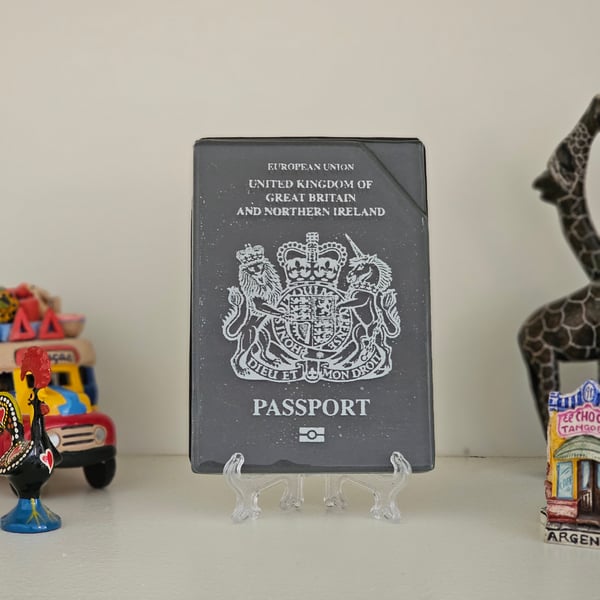 EUROPEAN UNION
UNITED KINGDOM OF
GREAT BRITAIN
AND NORTHERN IRELAND
DIEU ET MON DROIT
PASSPORT
TANGO
ARGEN